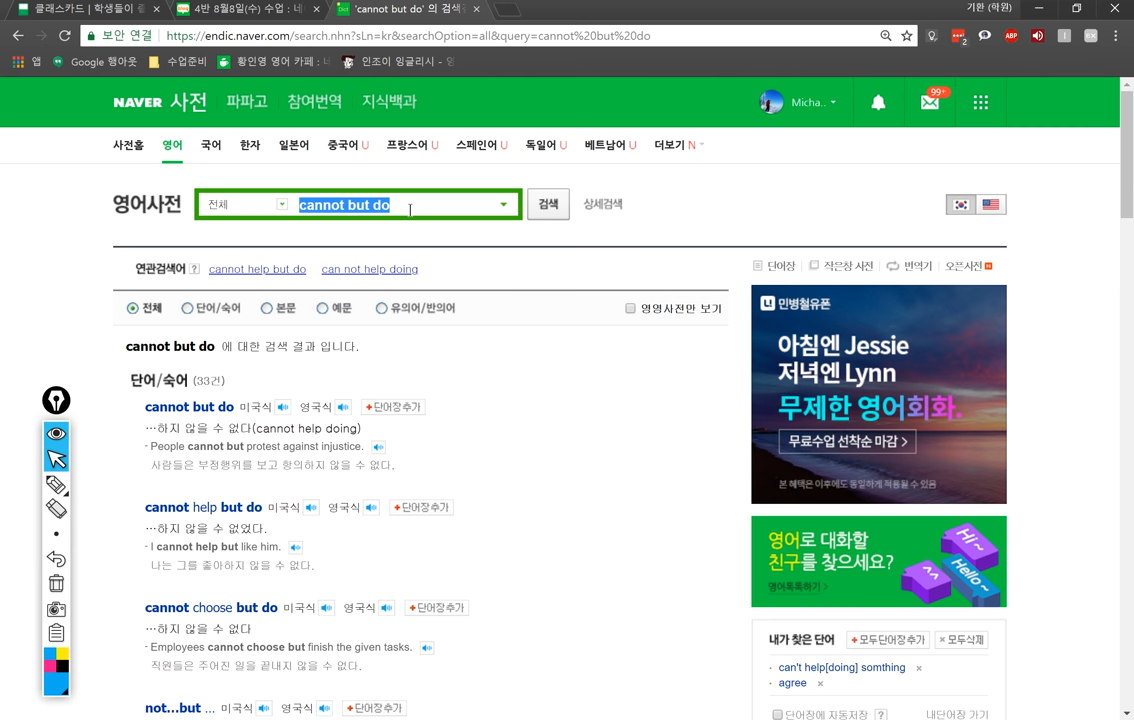 클래스카드 | 학생들이
4반 8월8일(수) 수업 : 네
'cannot but do' 의 검색
기환 (학원)
보안 연결
https://endic.naver.com/search.nhn?sLn=kr&searchOption=all&query=cannot%20but%20do
2
ABP
앱
Google 행아웃
수업준비
황인영 영어 카페 : 네
인조이 잉글리시 - 영
NAVER 사전
파파고
참여번역
지식백과
Micha..
99+
사전홈
영어
국어
한자
일본어
중국어 U
프랑스어 U
스페인어 U
독일어 U
베트남어 U
더보기 N
영어사전
전체
cannot but do
검색
상세검색
연관검색어 ?
cannot help but do
can not help doing
단어장
작은창 사전
번역기
오픈사전
전체
단어/숙어
본문
예문
유의어/반의어
영영사전만 보기
cannot but do 에 대한 검색 결과 입니다.
단어/숙어 (33건)
cannot but do 미국식 영국식 +단어장추가
…하지 않을 수 없다(cannot help doing)
- People cannot but protest against injustice.
사람들은 부정행위를 보고 항의하지 않을 수 없다.
cannot help but do 미국식 영국식 +단어장추가
…하지 않을 수 없었다.
- I cannot help but like him.
나는 그를 좋아하지 않을 수 없다.
cannot choose but do 미국식 영국식 +단어장추가
…하지 않을 수 없다
- Employees cannot choose but finish the given tasks.
직원들은 주어진 일을 끝내지 않을 수 없다.
not...but ... 미국식 영국식 +단어장추가
민병철유폰
아침엔 Jessie
저녁엔 Lynn
무제한 영어회화.
무료수업 선착순 마감 >
본 혜택은 이후에도 동일하게 적용될 수 있음
영어로 대화할
친구를 찾으세요?
영어톡톡하기 >
Hi~
^^
Hello~
내가 찾은 단어
+모두단어장추가
×모두삭제
· can't help[doing] somthing ×
· agree ×
단어장에 자동저장 ?
내단어장 가기